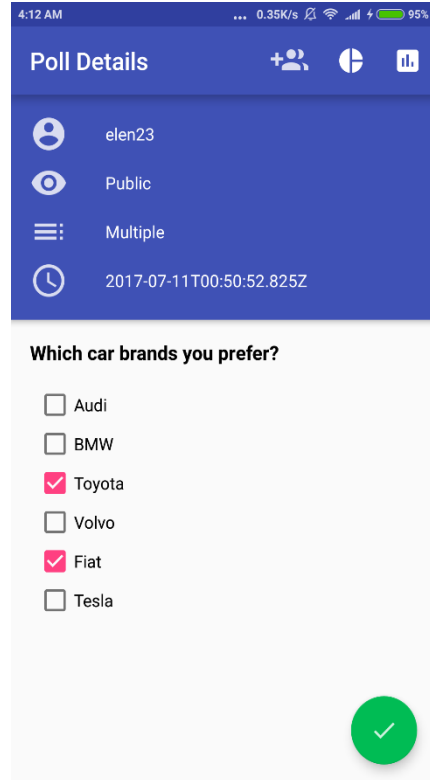 4:12 AM ... 0.35K/s 95%
Poll Details
elen23
Public
Multiple
2017-07-11T00:50:52.825Z
Which car brands you prefer?
Audi
BMW
Toyota
Volvo
Fiat
Tesla